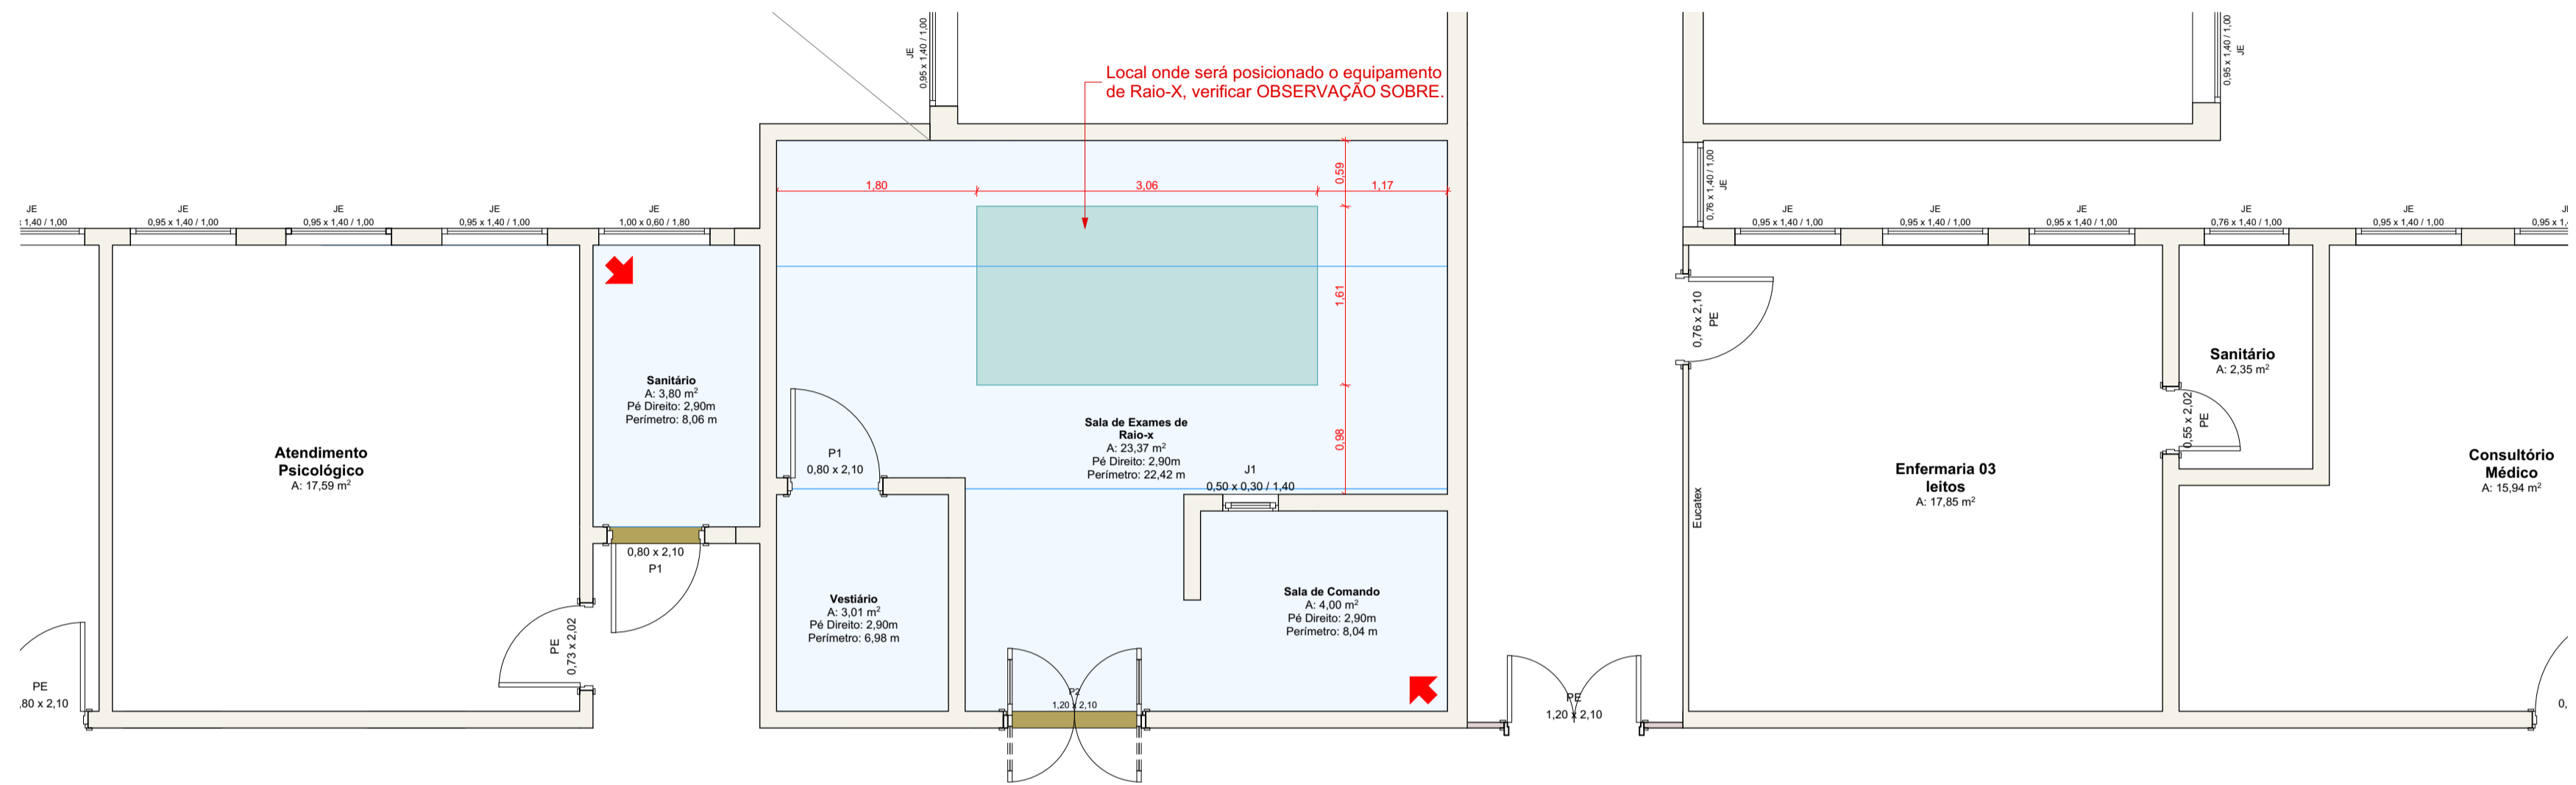 JE
0,95 x 1,40 / 1,00
Local onde será posicionado o equipamento
de Raio-X, verificar OBSERVAÇÃO SOBRE.
0,95 x 1,40 / 1,00
JE
0,59
1,80
3,06
1,17
0,76 x 1,40 / 1,00
JE
JE
1,40 / 1,00
JE
0,95 x 1,40 / 1,00
JE
0,95 x 1,40 / 1,00
JE
0,95 x 1,40 / 1,00
JE
1,00 x 0,60 / 1,80
JE
0,95 x 1,40 / 1,00
JE
0,95 x 1,40 / 1,00
JE
0,95 x 1,40 / 1,00
JE
0,76 x 1,40 / 1,00
JE
0,95 x 1,40 / 1,00
0,95 x 1,
1,61
0,76 x 2,10
PE
Sanitário
A: 3,80 m²
Pé Direito: 2,90m
Perímetro: 8,06 m
Sanitário
A: 2,35 m²
0,55 x 2,02
PE
Atendimento
Psicológico
A: 17,59 m²
P1
0,80 x 2,10
Sala de Exames de
Raio-x
A: 23,37 m²
Pé Direito: 2,90m
Perímetro: 22,42 m
0,98
J1
0,50 x 0,30 / 1,40
Eucatex
Enfermaria 03
leitos
A: 17,85 m²
Consultório
Médico
A: 15,94 m²
0,80 x 2,10
P1
Vestiário
A: 3,01 m²
Pé Direito: 2,90m
Perímetro: 6,98 m
Sala de Comando
A: 4,00 m²
Pé Direito: 2,90m
Perímetro: 8,04 m
PE
0,73 x 2,02
PE
,80 x 2,10
P2
1,20 x 2,10
PE
1,20 x 2,10
0,